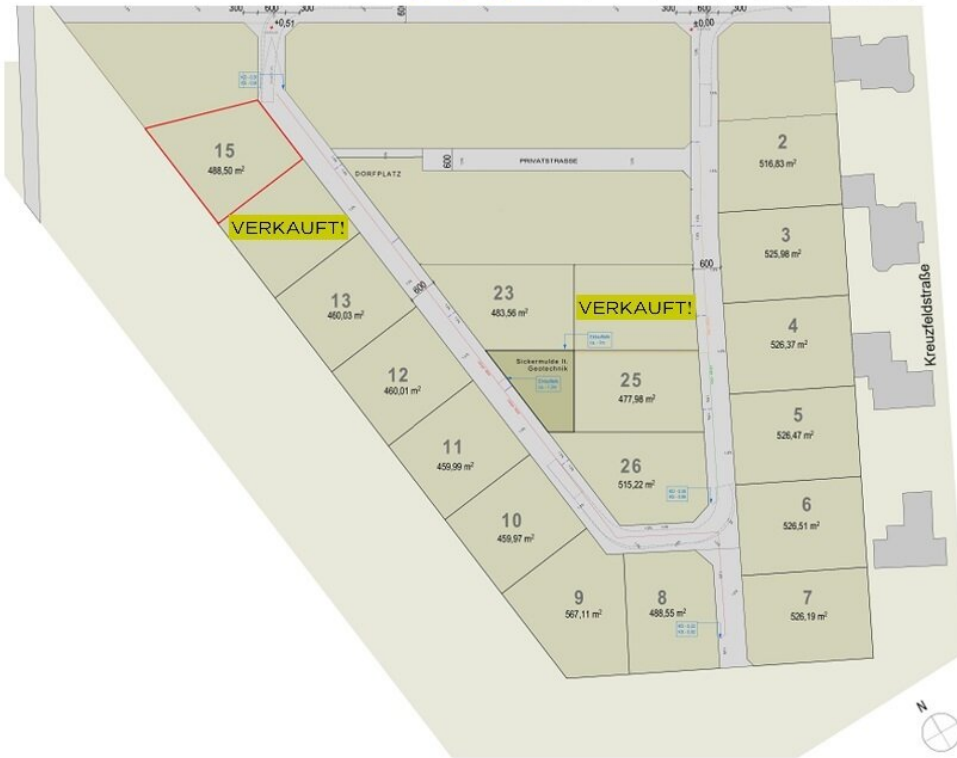 300 600 300
+0,51
600
300 600 300
±0,00
15
488,50 m²
VERKAUFT!
DORFPLATZ
600
PRIVATSTRASSE
2
516,83 m²
3
525,98 m²
600
13
460,03 m²
600
23
483,56 m²
VERKAUFT!
4
526,37 m²
Kreuzfeldstraße
12
460,01 m²
Sickermulde lt.
Geotechnik
25
477,98 m²
5
526,47 m²
11
459,99 m²
26
515,22 m²
10
459,97 m²
6
526,51 m²
9
567,11 m²
8
488,55 m²
7
526,19 m²
N